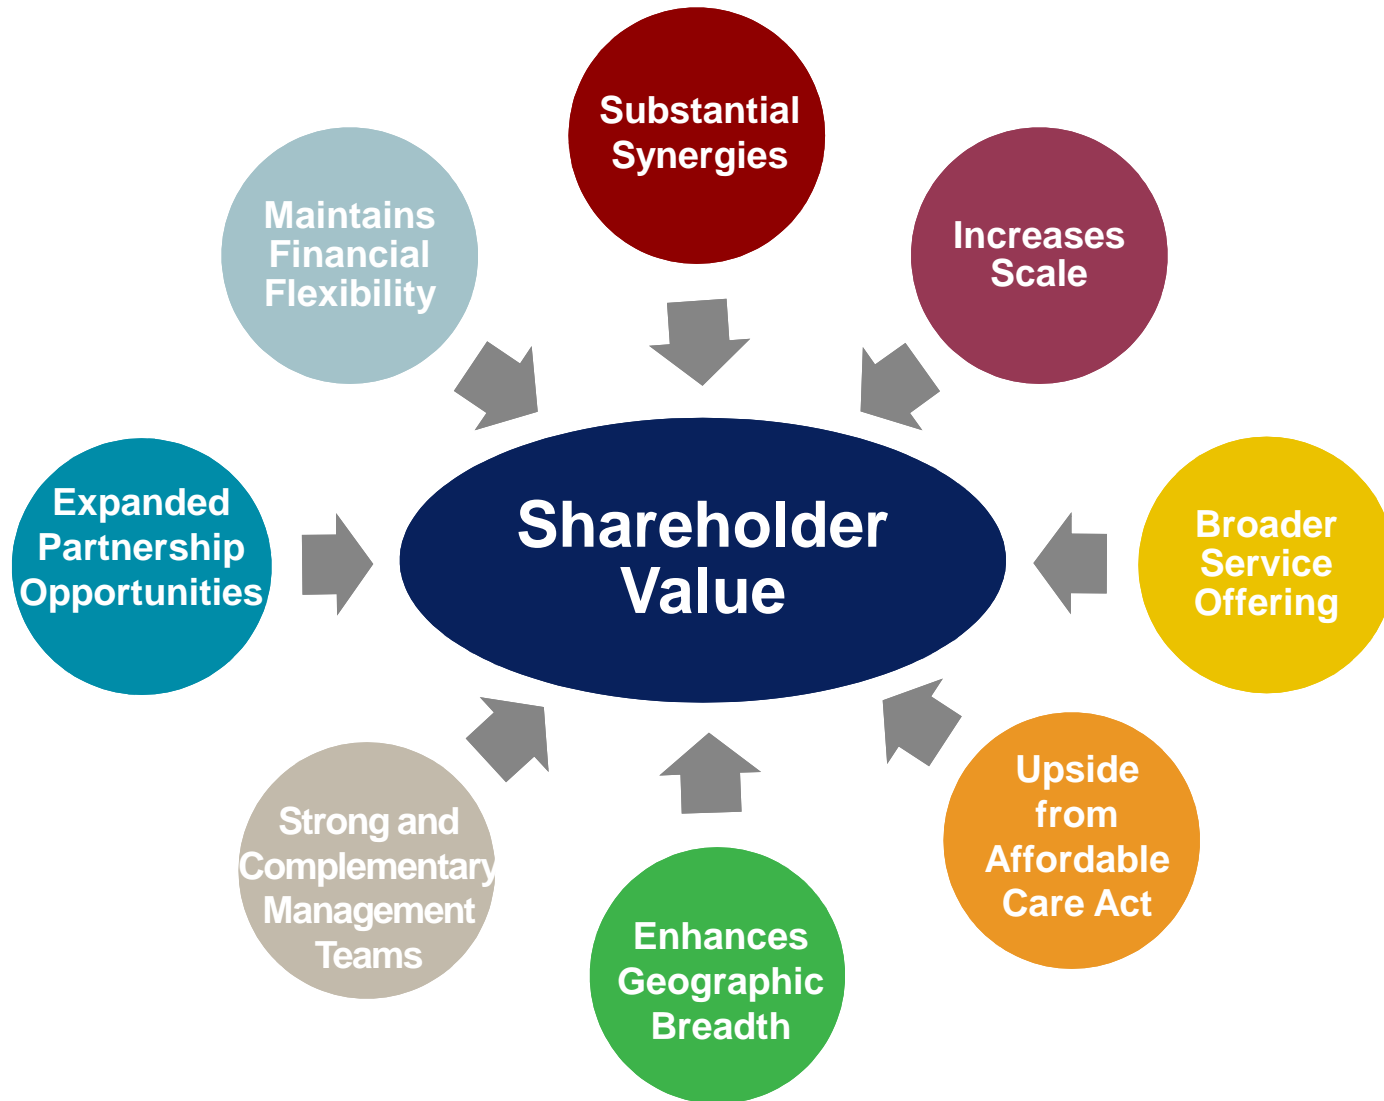 Substantial
Synergies
Maintains
Financial
Flexibility
Increases
Scale
Expanded
Partnership
Opportunities
Shareholder
Value
Broader
Service
Offering
Strong and
Complementary
Management
Teams
Upside
from
Affordable
Care Act
Enhances
Geographic
Breadth